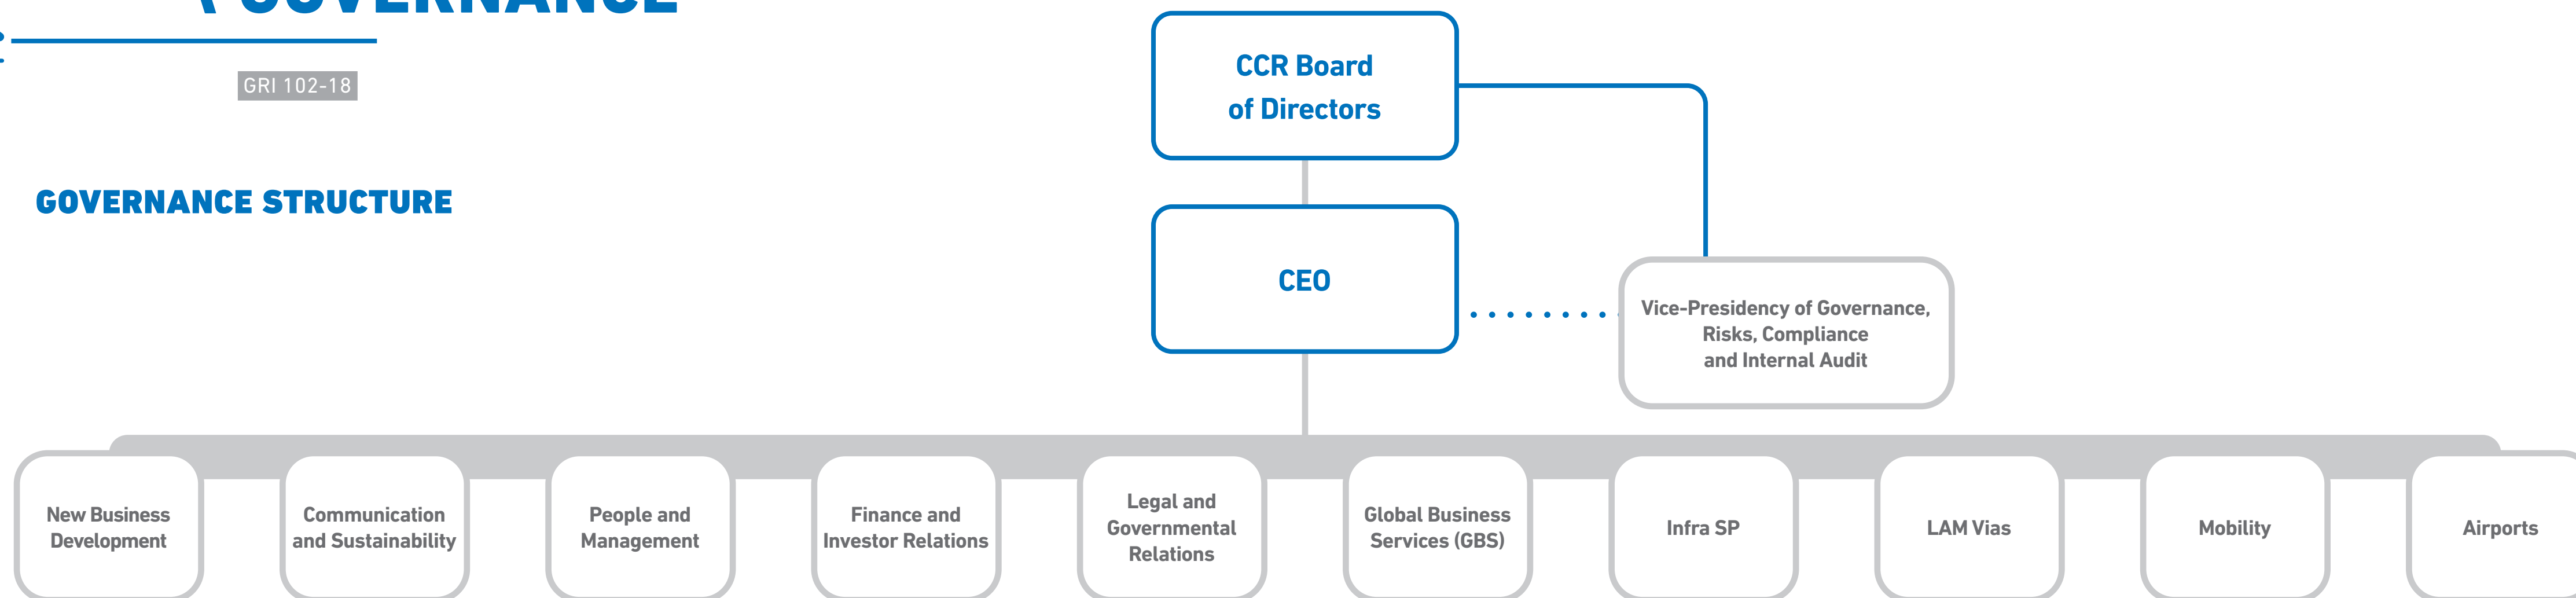 GOVERNANCE
GRI 102-18
GOVERNANCE STRUCTURE
CCR Board
of Directors
CEO
Vice-Presidency of Governance,
Risks, Compliance
and Internal Audit
New Business
Development
Communication
and Sustainability
People and
Management
Finance and
Investor Relations
Legal and
Governmental
Relations
Global Business
Services (GBS)
Infra SP
LAM Vias
Mobility
Airports